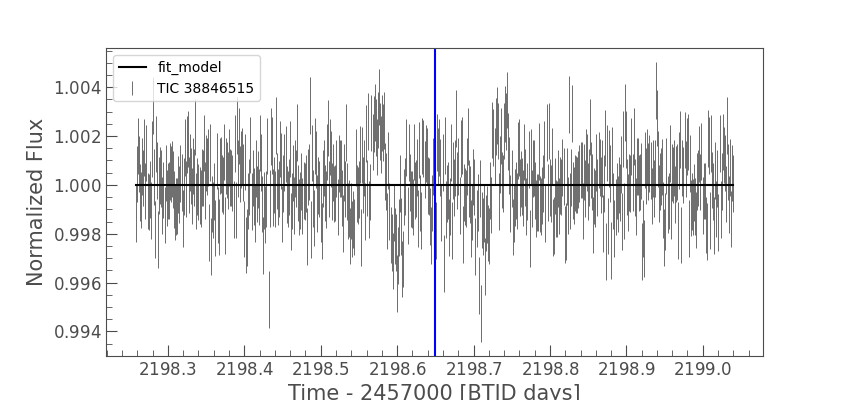 fit_model
TIC 38846515
1.004
1.002
1.000
0.998
0.996
0.994
Normalized Flux
2198.3 2198.4 2198.5 2198.6 2198.7 2198.8 2198.9 2199.0
Time - 2457000 [BTJD days]